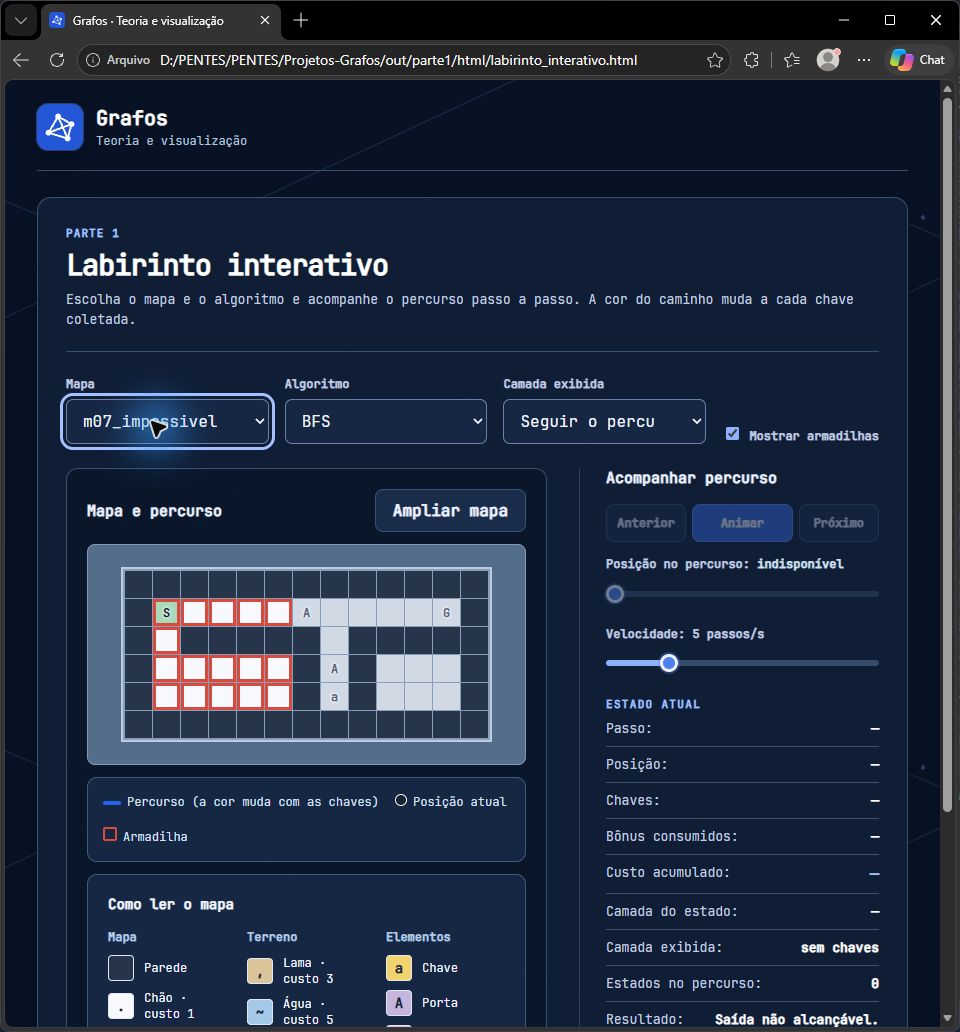 Grafos · Teoria e visualização
Arquivo D:/PENTES/PENTES/Projetos-Grafos/out/parte1/html/labirinto_interativo.html
Chat
Grafos
Teoria e visualização
PARTE 1
Labirinto interativo
Escolha o mapa e o algoritmo e acompanhe o percurso passo a passo. A cor do caminho muda a cada chave
coletada.
Mapa
m07_impossivel
Algoritmo
BFS
Camada exibida
Seguir o percu
Mostrar armadilhas
Mapa e percurso
Ampliar mapa
S A G
A
a
Percurso (a cor muda com as chaves) Posição atual
Armadilha
Como ler o mapa
Mapa
Parede
. Chão ·
custo 1
Terreno
, Lama ·
custo 3
~ Água ·
custo 5
Elementos
a Chave
A Porta
Acompanhar percurso
Anterior Animar Próximo
Posição no percurso: indisponível
Velocidade: 5 passos/s
ESTADO ATUAL
Passo: —
Posição: —
Chaves: —
Bônus consumidos: —
Custo acumulado: —
Camada do estado: —
Camada exibida: sem chaves
Estados no percurso: 0
Resultado: Saída não alcançável.